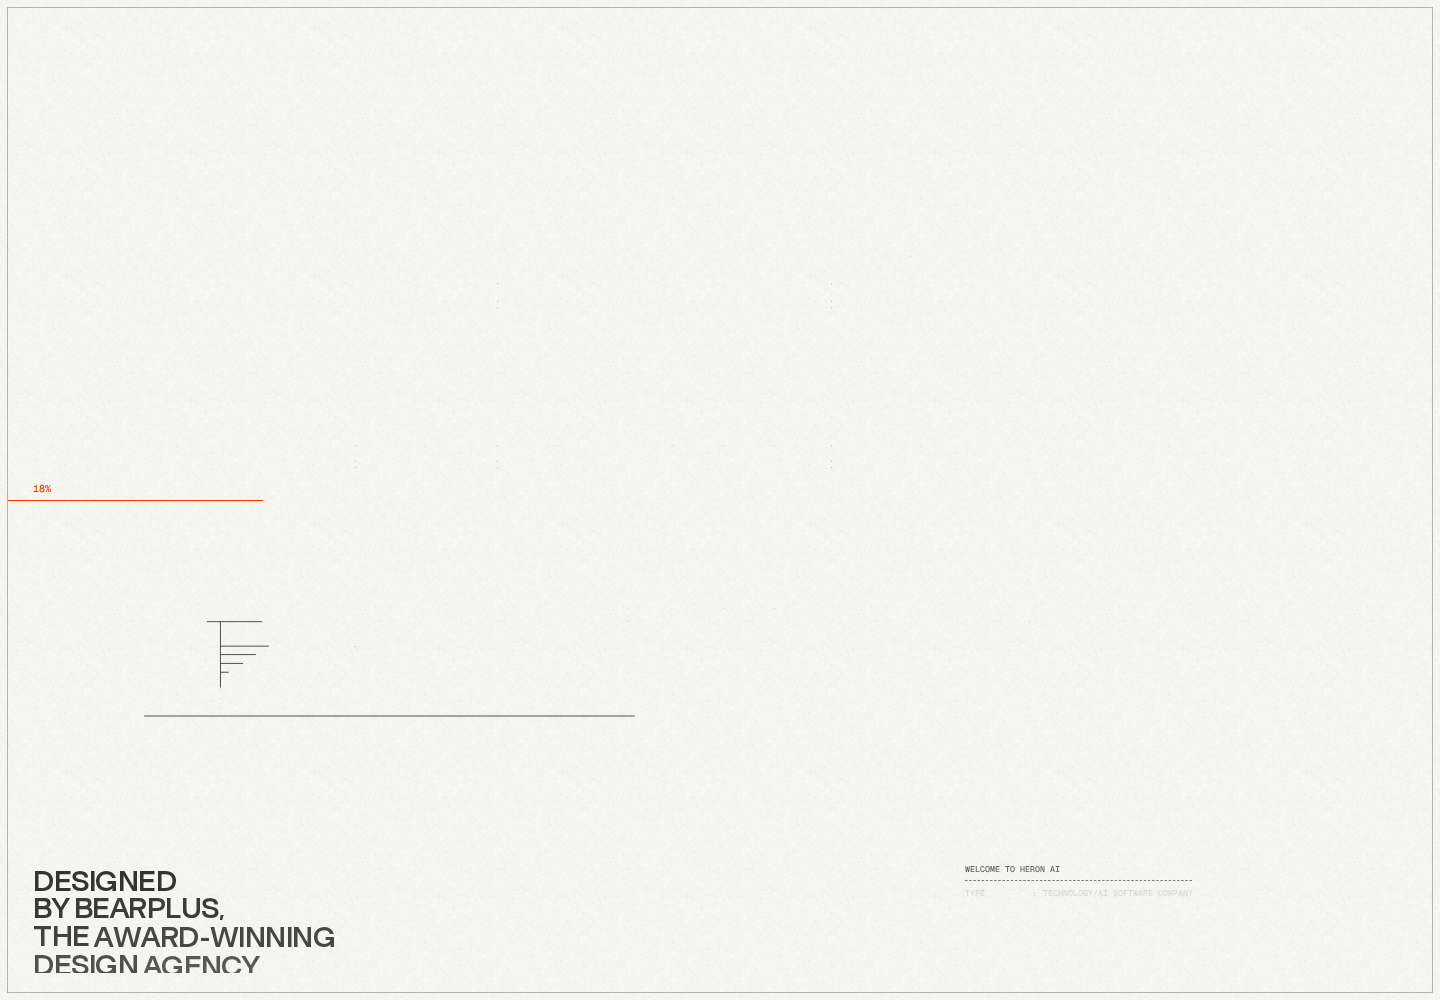 18%
DESIGNED
BY BEARPLUS,
THE AWARD-WINNING
DESIGN AGENCY
WELCOME TO HERON AI
TYPE : TECHNOLOGY/AI SOFTWARE COMPANY